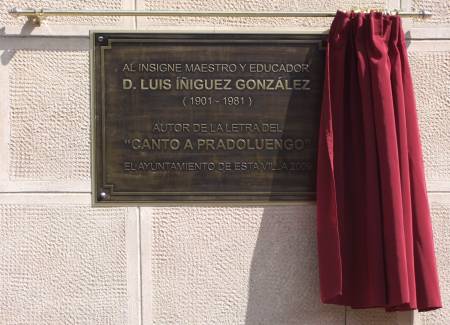 AL INSIGNE MAESTRO Y EDUCADOR
D. LUIS ÍÑIGUEZ GONZÁLEZ
( 1901 - 1981 )
AUTOR DE LA LETRA DEL
"CANTO A PRADOLUENGO"
EL AYUNTAMIENTO DE ESTA VILLA 2009